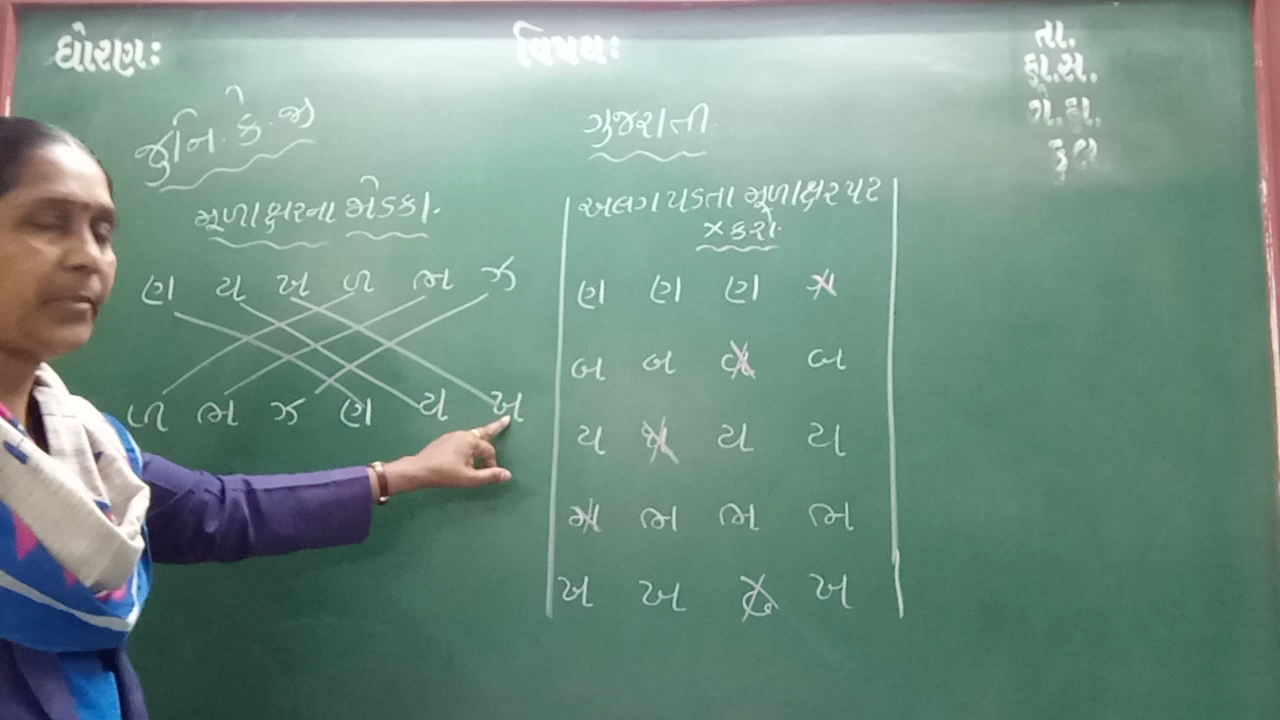 ધોરણ: વિષય: તા.
હા.સ.
ગે.હા.
કુલ
જુનિ. કે. જી ગુજરાતી.
મૂળાક્ષરના જોડકા.
ણ ય ખ ળ ભ ઝ
ળ ભ ઝ ણ ય ખ
અલગ પડતા મૂળાક્ષર પર
× કરો.
ણ ણ ણ
બ બ બ
ય ય ય
ભ ભ ભ
ખ ખ ખ